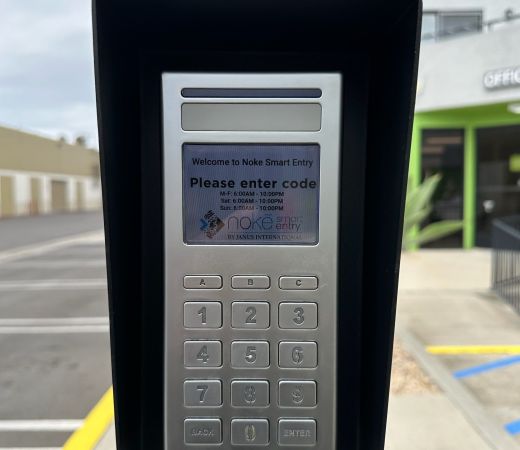 OFFIC
Welcome to Noke Smart Entry
Please enter code
M-F: 6:00AM - 10:00PM
Sat: 6:00AM - 10:00PM
Sun: 6:00AM - 10:00PM
nokē smart entry
BY JANUS INTERNATIONAL
A B C
1 2 3
4 5 6
7 8 9
BACK 0 ENTER